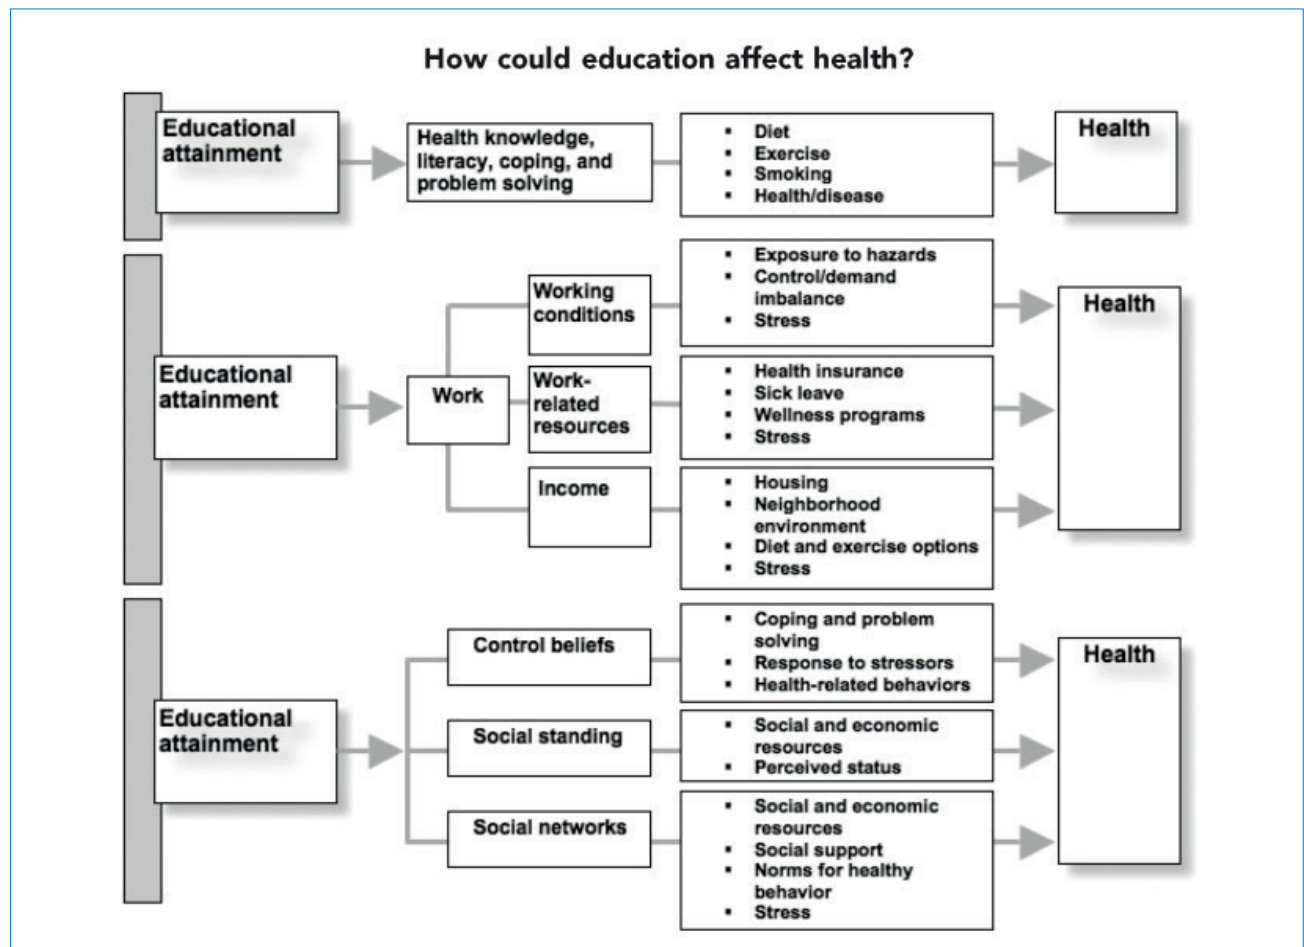 How could education affect health?
Educational
attainment
Health knowledge,
literacy, coping, and
problem solving
▪ Diet
▪ Exercise
▪ Smoking
▪ Health/disease
Health
Educational
attainment
Work
Working
conditions
▪ Exposure to hazards
▪ Control/demand
imbalance
▪ Stress
Work-
related
resources
▪ Health insurance
▪ Sick leave
▪ Wellness programs
▪ Stress
Income
▪ Housing
▪ Neighborhood
environment
▪ Diet and exercise options
▪ Stress
Health
Educational
attainment
Control beliefs
▪ Coping and problem
solving
▪ Response to stressors
▪ Health-related behaviors
Social standing
▪ Social and economic
resources
▪ Perceived status
Social networks
▪ Social and economic
resources
▪ Social support
▪ Norms for healthy
behavior
▪ Stress
Health